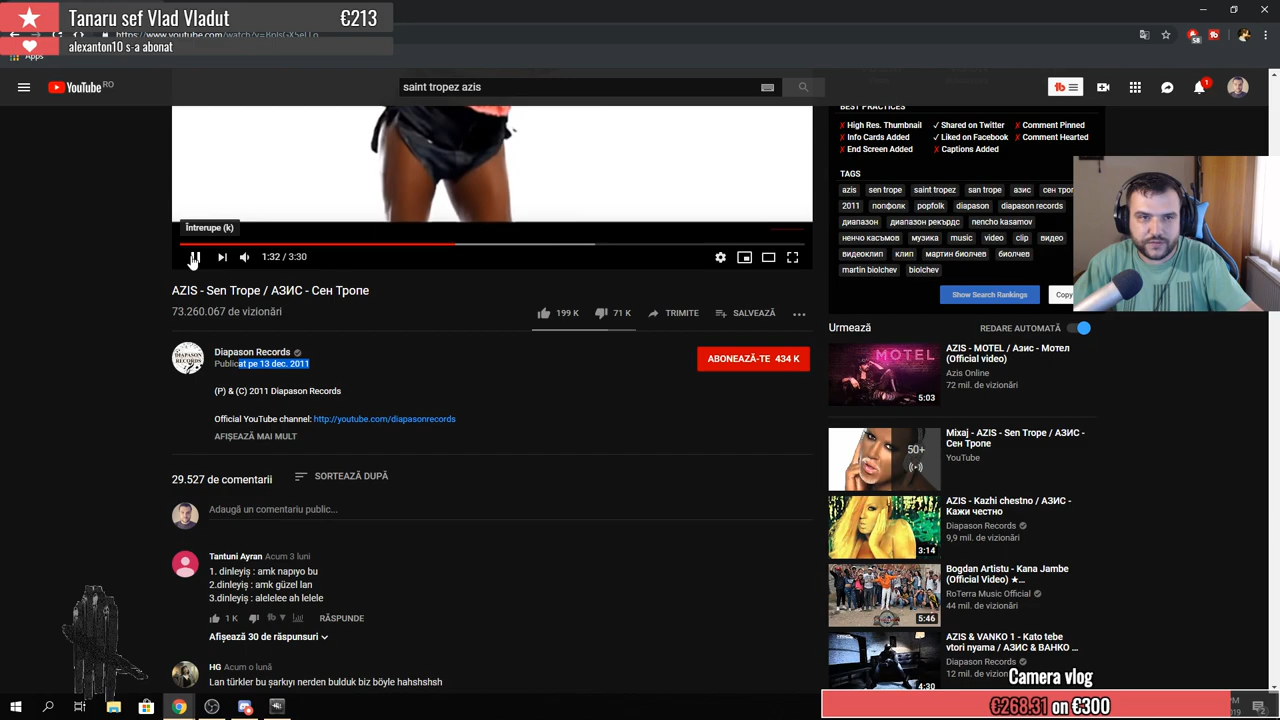 Tanaru sef Vlad Vladut €213
alexanton10 s-a abonat
Apps
58
YouTube RO
saint tropez azis
tb
1
BEST PRACTICES
✗ High Res. Thumbnail ✓ Shared on Twitter ✗ Comment Pinned
✗ Info Cards Added ✓ Liked on Facebook ✗ Comment Hearted
✗ End Screen Added ✗ Captions Added
TAGS
azis sen trope saint tropez san trope азис сен троп
2011 попфолк popfolk diapason diapason records
диапазон диапазон рекърдс nencho kasamov
ненчо касъмов музика music video clip видео
видеоклип клип мартин биолчев биолчев
martin biolchev biolchev
Show Search Rankings Copy
Întrerupe (k)
1:32 / 3:30
AZIS - Sen Trope / АЗИС - Сен Тропе
73.260.067 de vizionări
199 K 71 K TRIMITE SALVEAZĂ
Diapason Records
Publicat pe 13 dec. 2011
ABONEAZĂ-TE 434 K
(P) & (C) 2011 Diapason Records
Official YouTube channel: http://youtube.com/diapasonrecords
AFIȘEAZĂ MAI MULT
29.527 de comentarii SORTEAZĂ DUPĂ
Adaugă un comentariu public...
Tantuni Ayran Acum 3 luni
1. dinleyiş : amk napıyo bu
2.dinleyiş : amk güzel lan
3.dinleyiş : alelelee ah lelele
1 K tb RĂSPUNDE
Afișează 30 de răspunsuri
HG Acum o lună
Lan türkler bu şarkıyı nerden bulduk biz böyle hahshshsh
Urmează REDARE AUTOMATĂ
MOTEL
5:03
AZIS - MOTEL / Азис - Мотел
(Official video)
Azis Online
72 mil. de vizionări
50+
Mixaj - AZIS - Sen Trope / АЗИС -
Сен Тропе
YouTube
3:14
AZIS - Kazhi chestno / АЗИС -
Кажи честно
Diapason Records
9,9 mil. de vizionări
5:46
Bogdan Artistu - Kana Jambe
(Official Video) ★...
RoTerra Music Official
44 mil. de vizionări
4:30
AZIS & VANKO 1 - Kato tebe
vtori nyama / АЗИС & ВАНКО ...
Diapason Records
12 mil. de vizionări
Camera vlog
€268.31 on €300
2